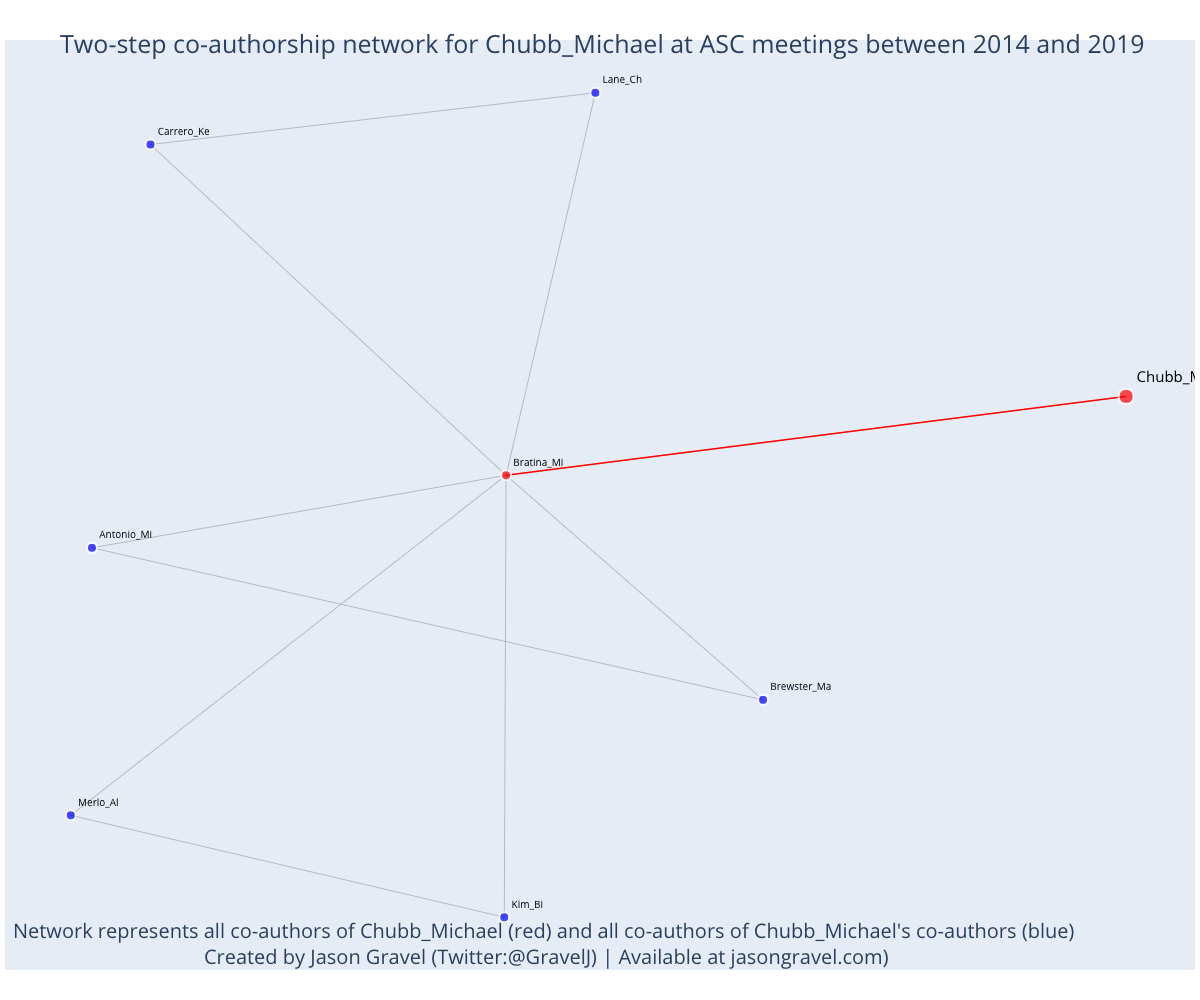 Two-step co-authorship network for Chubb_Michael at ASC meetings between 2014 and 2019
Lane_Ch
Carrero_Ke
Chubb_M
Bratina_Mi
Antonio_Mi
Brewster_Ma
Merlo_Al
Kim_Bi
Network represents all co-authors of Chubb_Michael (red) and all co-authors of Chubb_Michael's co-authors (blue)
Created by Jason Gravel (Twitter:@GravelJ) | Available at jasongravel.com)